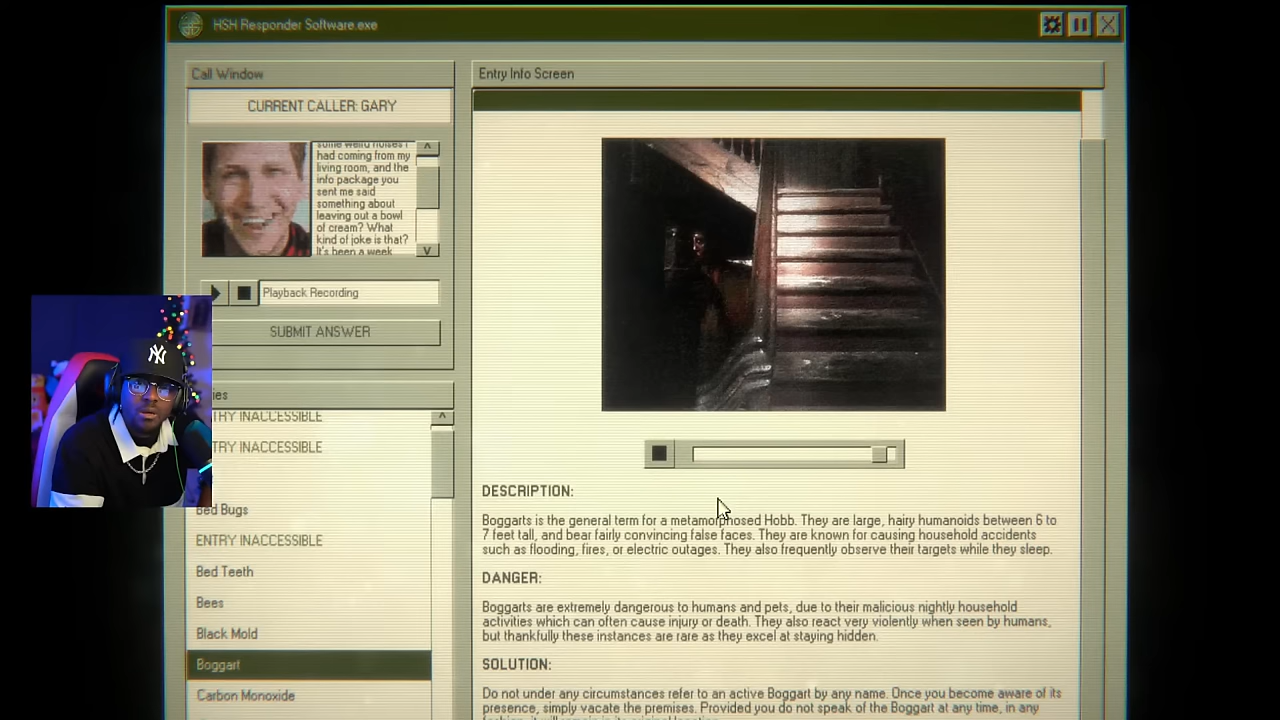 HSH Responder Software.exe
Call Window
CURRENT CALLER: GARY
some weird noises I
had coming from my
living room, and the
info package you
sent me said
something about
leaving out a bowl
of cream? What
kind of joke is that?
It's been a week
Playback Recording
SUBMIT ANSWER
ies
ENTRY INACCESSIBLE
ENTRY INACCESSIBLE
Bed Bugs
ENTRY INACCESSIBLE
Bed Teeth
Bees
Black Mold
Boggart
Carbon Monoxide
Entry Info Screen
DESCRIPTION:
Boggarts is the general term for a metamorphosed Hobb. They are large, hairy humanoids between 6 to
7 feet tall, and bear fairly convincing false faces. They are known for causing household accidents
such as flooding, fires, or electric outages. They also frequently observe their targets while they sleep.
DANGER:
Boggarts are extremely dangerous to humans and pets, due to their malicious nightly household
activities which can often cause injury or death. They also react very violently when seen by humans,
but thankfully these instances are rare as they excel at staying hidden.
SOLUTION:
Do not under any circumstances refer to an active Boggart by any name. Once you become aware of its
presence, simply vacate the premises. Provided you do not speak of the Boggart at any time, in any